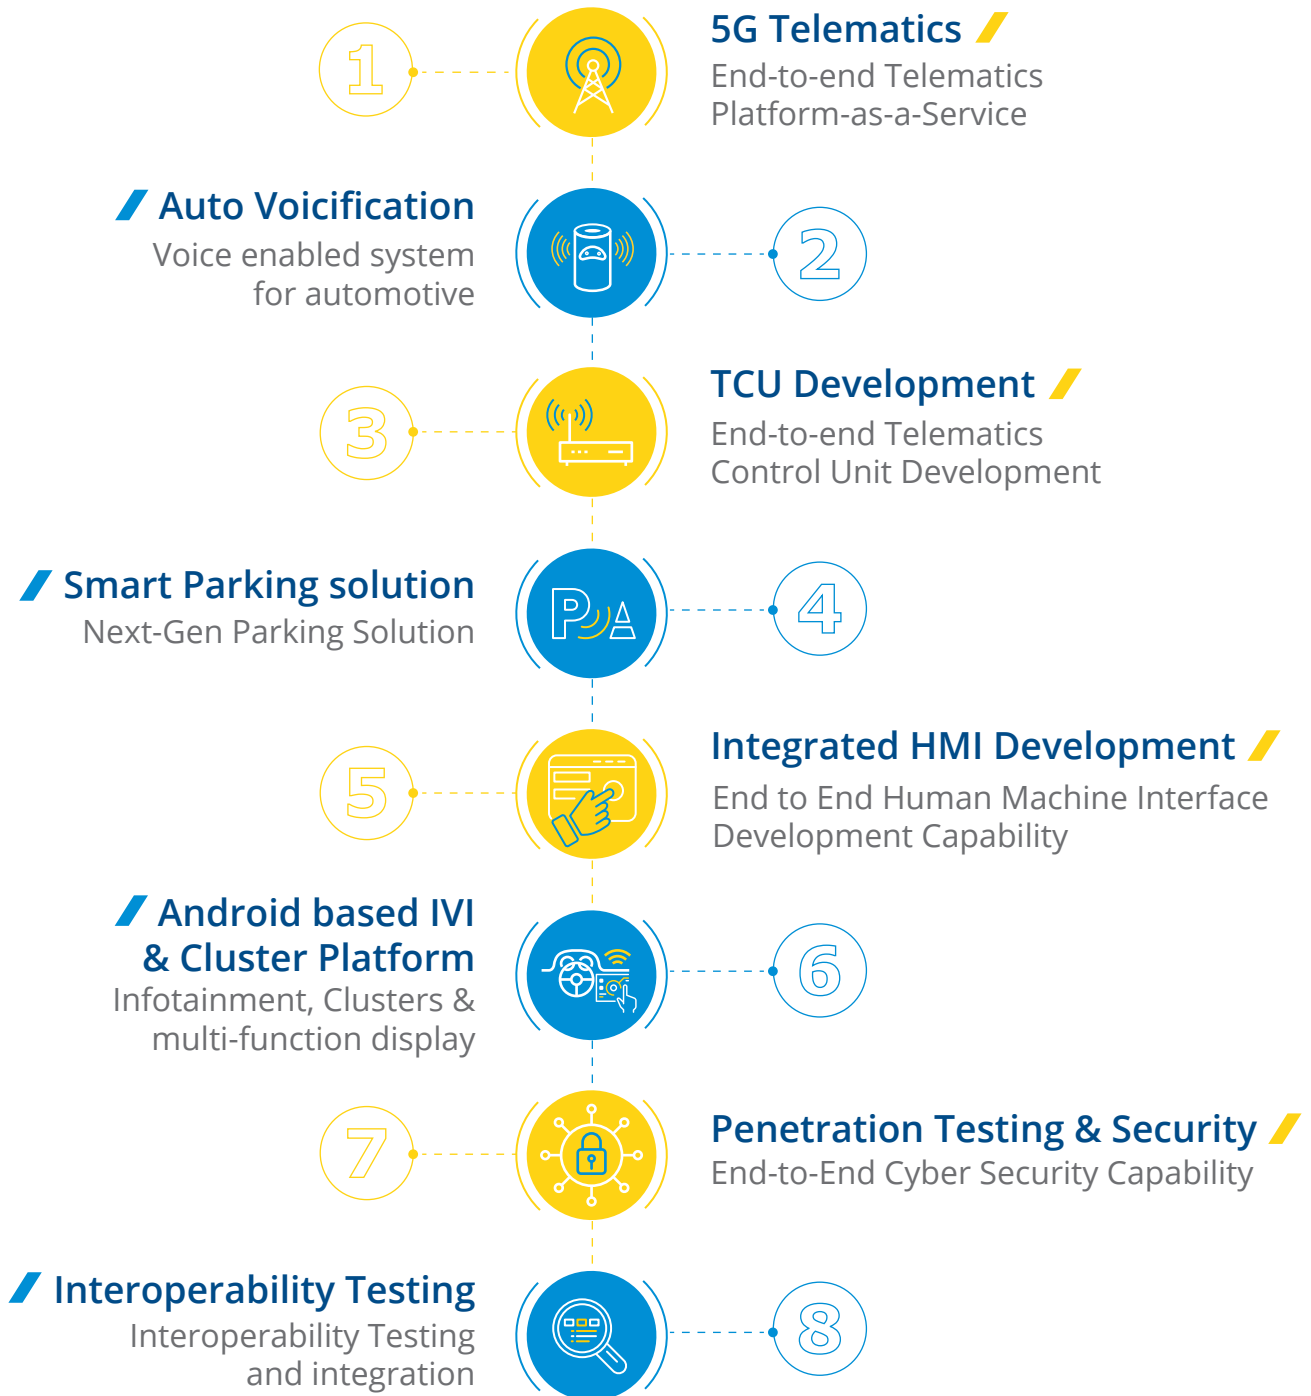 1
5G Telematics
End-to-end Telematics
Platform-as-a-Service
Auto Voicification
Voice enabled system
for automotive
2
3
TCU Development
End-to-end Telematics
Control Unit Development
Smart Parking solution
Next-Gen Parking Solution
P
4
5
Integrated HMI Development
End to End Human Machine Interface
Development Capability
Android based IVI
& Cluster Platform
Infotainment, Clusters &
multi-function display
6
7
Penetration Testing & Security
End-to-End Cyber Security Capability
Interoperability Testing
Interoperability Testing
and integration
8